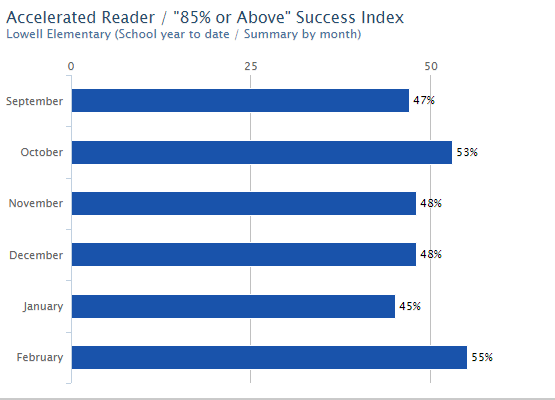 Accelerated Reader / "85% or Above" Success Index
Lowell Elementary (School year to date / Summary by month)
0 25 50
September 47%
October 53%
November 48%
December 48%
January 45%
February 55%